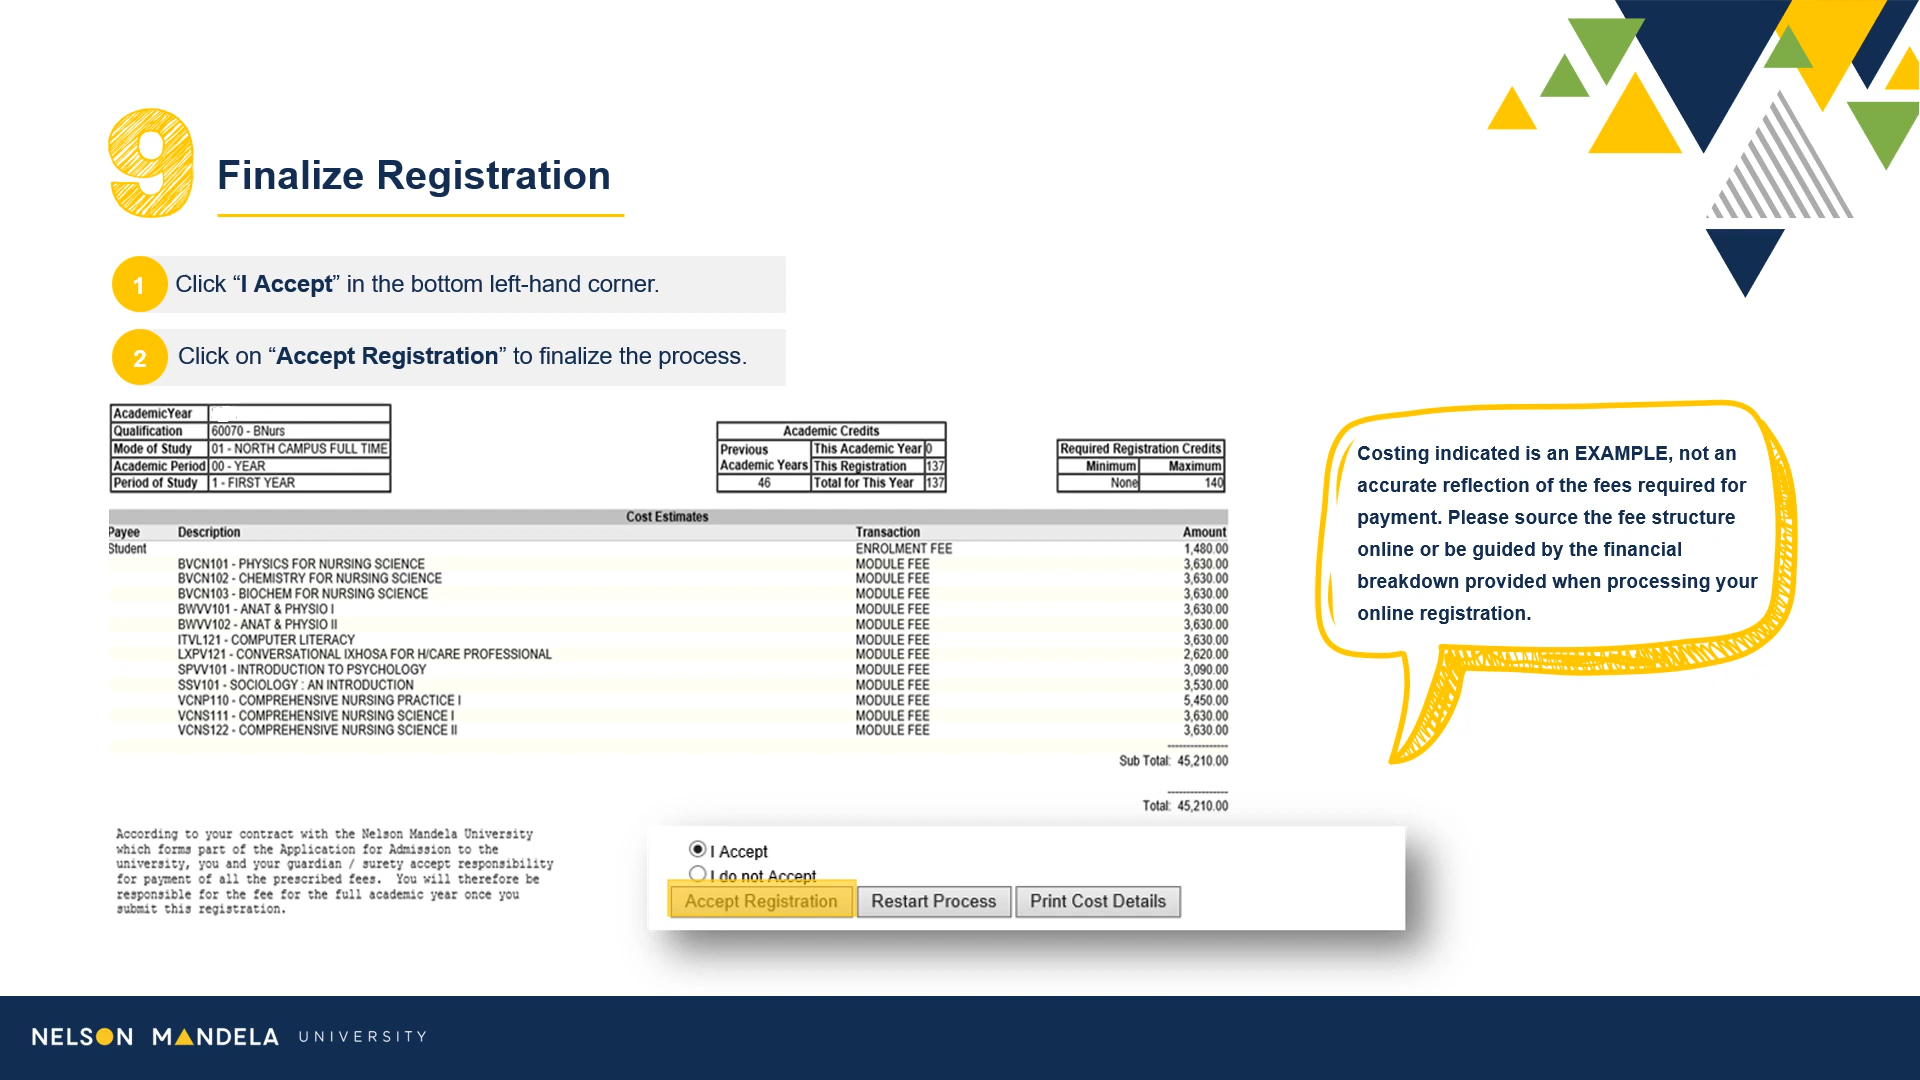 9
Finalize Registration
1 Click “I Accept” in the bottom left-hand corner.
2 Click on “Accept Registration” to finalize the process.
AcademicYear
Qualification 60070 - BNurs
Mode of Study 01 - NORTH CAMPUS FULL TIME
Academic Period 00 - YEAR
Period of Study 1 - FIRST YEAR
Academic Credits
Previous Academic Years This Academic Year 0
This Registration 137
46 Total for This Year 137
Required Registration Credits
Minimum Maximum
None 140
Cost Estimates
Payee Description Transaction Amount
Student ENROLMENT FEE 1,480.00
BVCN101 - PHYSICS FOR NURSING SCIENCE MODULE FEE 3,630.00
BVCN102 - CHEMISTRY FOR NURSING SCIENCE MODULE FEE 3,630.00
BVCN103 - BIOCHEM FOR NURSING SCIENCE MODULE FEE 3,630.00
BWVV101 - ANAT & PHYSIO I MODULE FEE 3,630.00
BWVV102 - ANAT & PHYSIO II MODULE FEE 3,630.00
ITVL121 - COMPUTER LITERACY MODULE FEE 3,630.00
LXPV121 - CONVERSATIONAL IXHOSA FOR H/CARE PROFESSIONAL MODULE FEE 2,620.00
SPVV101 - INTRODUCTION TO PSYCHOLOGY MODULE FEE 3,090.00
SSV101 - SOCIOLOGY : AN INTRODUCTION MODULE FEE 3,530.00
VCNP110 - COMPREHENSIVE NURSING PRACTICE I MODULE FEE 5,450.00
VCNS111 - COMPREHENSIVE NURSING SCIENCE I MODULE FEE 3,630.00
VCNS122 - COMPREHENSIVE NURSING SCIENCE II MODULE FEE 3,630.00
Sub Total: 45,210.00
Total: 45,210.00
Costing indicated is an EXAMPLE, not an
accurate reflection of the fees required for
payment. Please source the fee structure
online or be guided by the financial
breakdown provided when processing your
online registration.
According to your contract with the Nelson Mandela University
which forms part of the Application for Admission to the
university, you and your guardian / surety accept responsibility
for payment of all the prescribed fees. You will therefore be
responsible for the fee for the full academic year once you
submit this registration.
I Accept
I do not Accept
Accept Registration Restart Process Print Cost Details
NELSON MANDELA UNIVERSITY